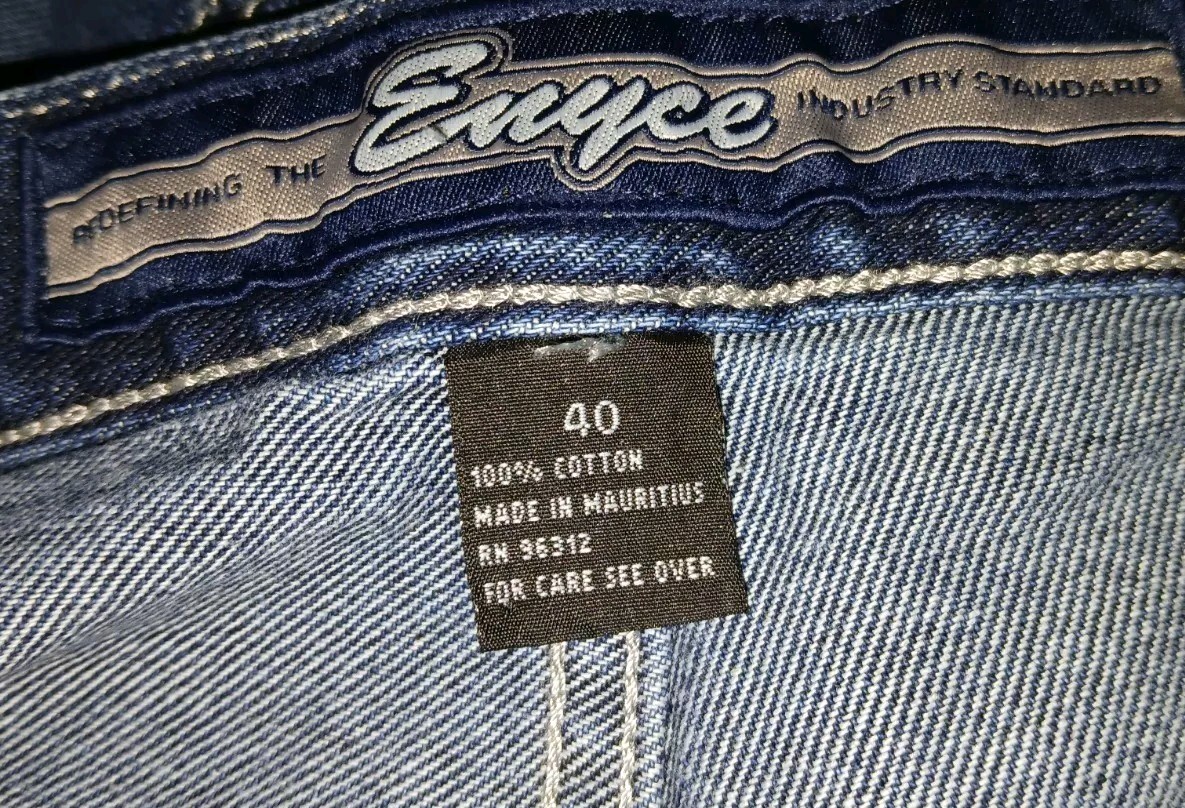 REDEFINING THE Enyce INDUSTRY STANDARD
40
100% COTTON
MADE IN MAURITIUS
RN 96312
FOR CARE SEE OVER